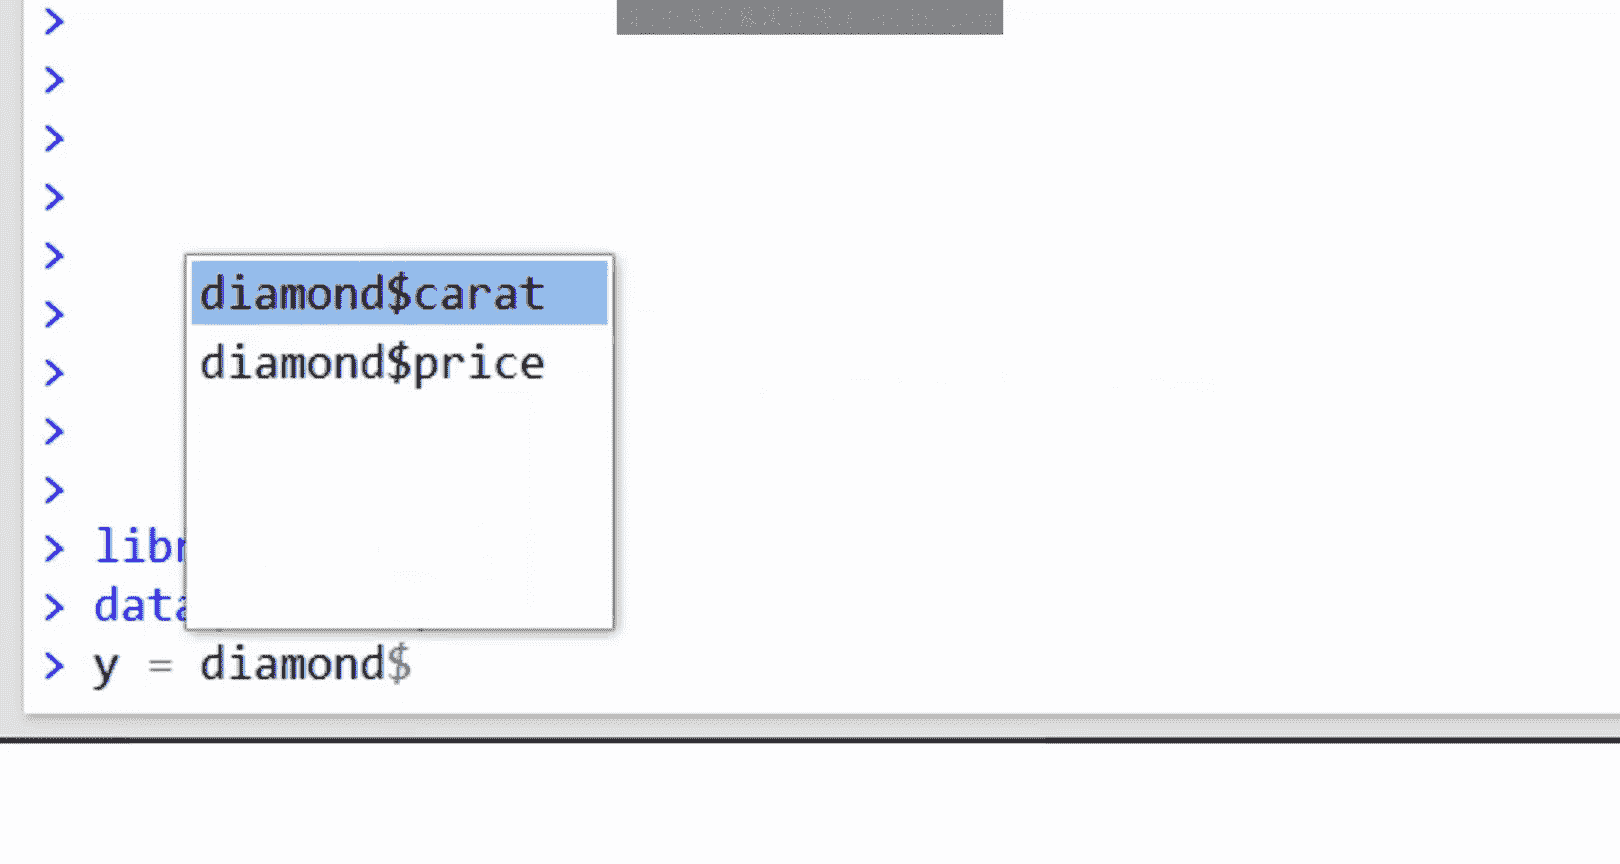 >
>
>
>
>
>
>
>
>
diamond$carat
diamond$price
> libr
> data
> y = diamond$